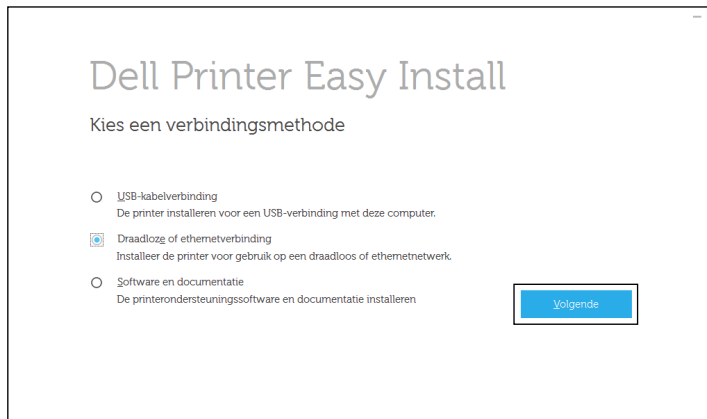 Dell Printer Easy Install
Kies een verbindingsmethode
USB-kabelverbinding
De printer installeren voor een USB-verbinding met deze computer.
Draadloze of ethernetverbinding
Installeer de printer voor gebruik op een draadloos of ethernetnetwerk.
Software en documentatie
De printerondersteuningssoftware en documentatie installeren
Volgende